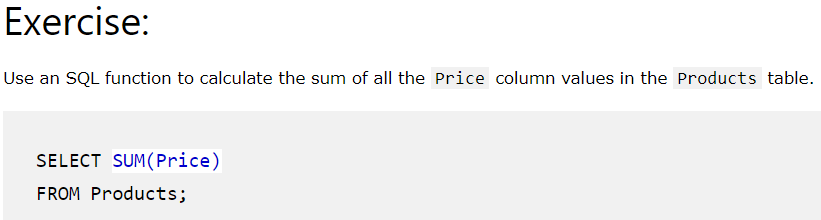 Exercise:
Use an SQL function to calculate the sum of all the Price column values in the Products table.
SELECT SUM(Price)
FROM Products;